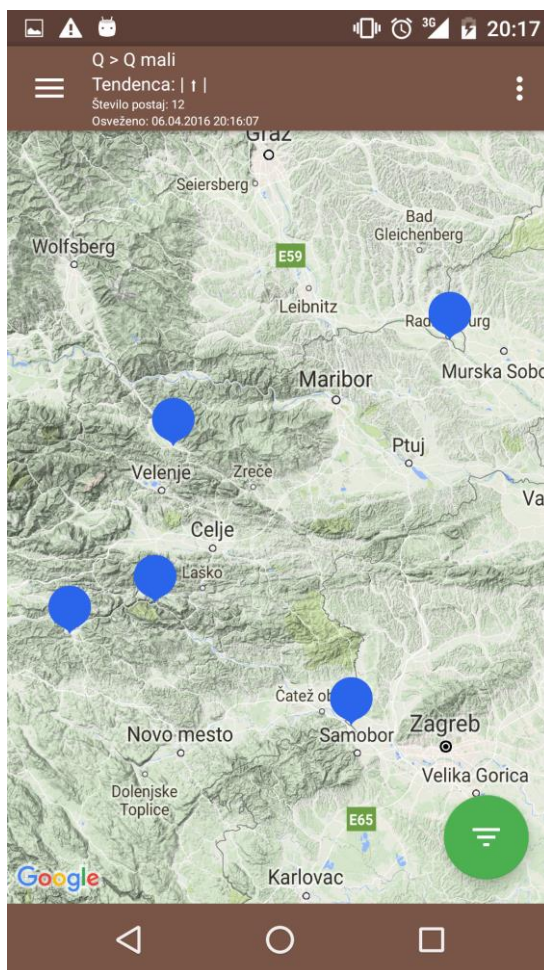 3G 20:17
Q > Q mali
Tendenca: | ↑ |
Število postaj: 12
Osveženo: 06.04.2016 20:16:07
Graz
Seiersberg
Bad
Gleichenberg
Wolfsberg
E59
Leibnitz
Murska Sobo
Maribor
Ptuj
Velenje
Zreče
Va
Celje
Laško
Čatež ob
Novo mesto
Zagreb
Samobor
Velika Gorica
Dolenjske
Toplice
E65
Karlovac
Google